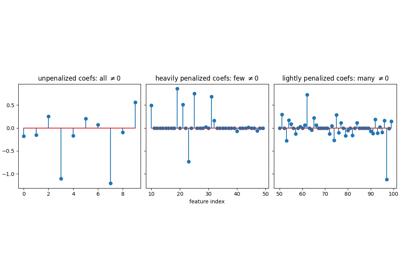 unpenalized coefs: all ≠0
heavily penalized coefs: few ≠0
lightly penalized coefs: many ≠0
0.5
0.0
−0.5
−1.0
0 2 4 6 8
10 20 30 40 50
50 60 70 80 90 100
feature index